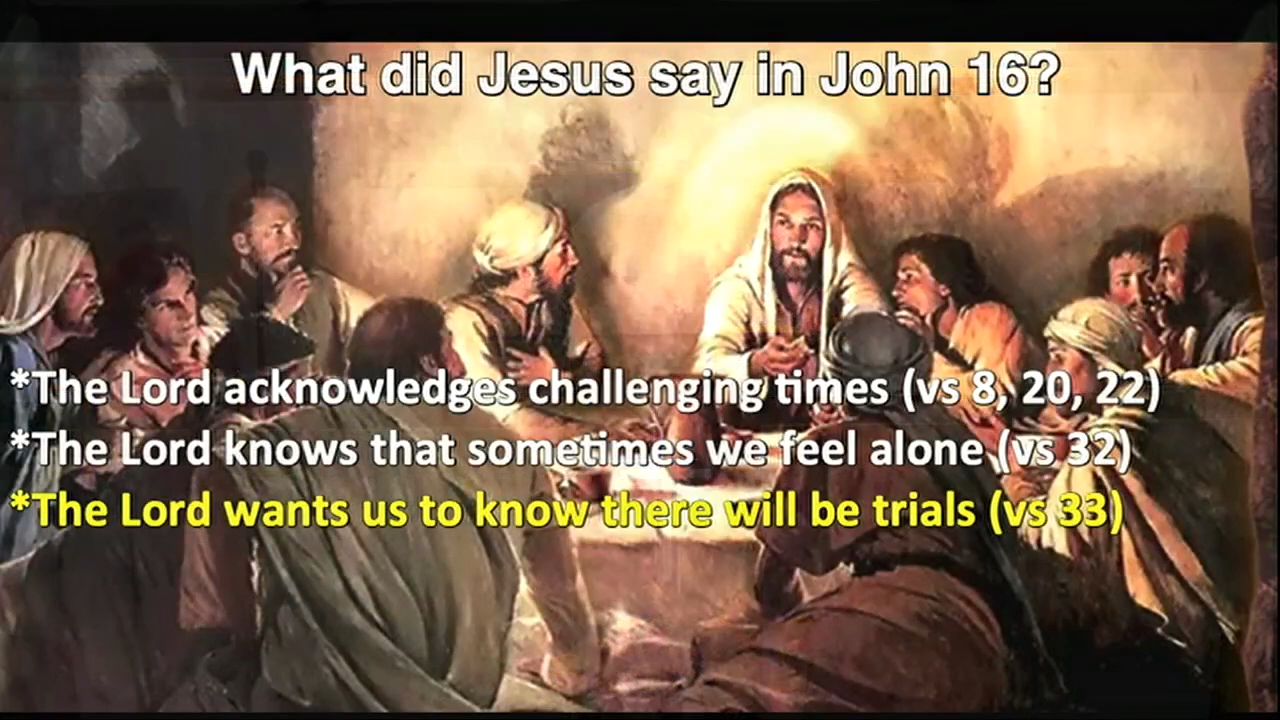 What did Jesus say in John 16?
*The Lord acknowledges challenging times (vs 8, 20, 22)
*The Lord knows that sometimes we feel alone (vs 32)
*The Lord wants us to know there will be trials (vs 33)